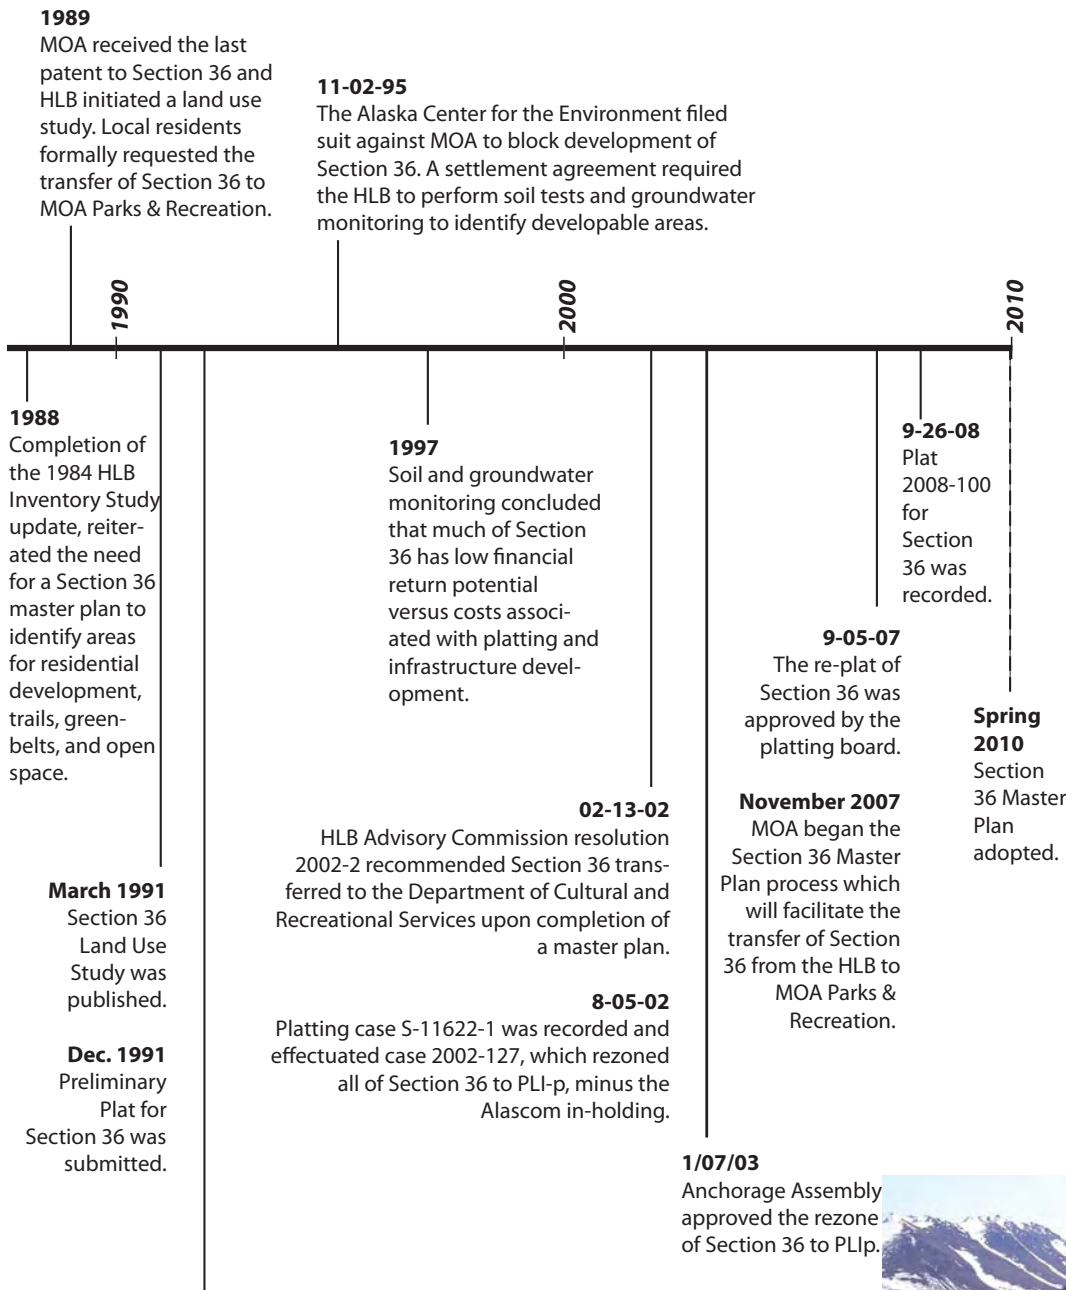 1989
MOA received the last
patent to Section 36 and
HLB initiated a land use
study. Local residents
formally requested the
transfer of Section 36 to
MOA Parks & Recreation.
11-02-95
The Alaska Center for the Environment filed
suit against MOA to block development of
Section 36. A settlement agreement required
the HLB to perform soil tests and groundwater
monitoring to identify developable areas.
1990
2000
2010
1988
Completion of
the 1984 HLB
Inventory Study
update, reiter-
ated the need
for a Section 36
master plan to
identify areas
for residential
development,
trails, green-
belts, and open
space.
March 1991
Section 36
Land Use
Study was
published.
Dec. 1991
Preliminary
Plat for
Section 36 was
submitted.
1997
Soil and groundwater
monitoring concluded
that much of Section
36 has low financial
return potential
versus costs associ-
ated with platting and
infrastructure devel-
opment.
02-13-02
HLB Advisory Commission resolution
2002-2 recommended Section 36 trans-
ferred to the Department of Cultural and
Recreational Services upon completion of
a master plan.
8-05-02
Platting case S-11622-1 was recorded and
effectuated case 2002-127, which rezoned
all of Section 36 to PLI-p, minus the
Alascom in-holding.
1/07/03
Anchorage Assembly
approved the rezone
of Section 36 to PLIp.
9-05-07
The re-plat of
Section 36 was
approved by the
platting board.
November 2007
MOA began the
Section 36 Master
Plan process which
will facilitate the
transfer of Section
36 from the HLB to
MOA Parks &
Recreation.
9-26-08
Plat
2008-100
for
Section
36 was
recorded.
Spring
2010
Section
36 Master
Plan
adopted.